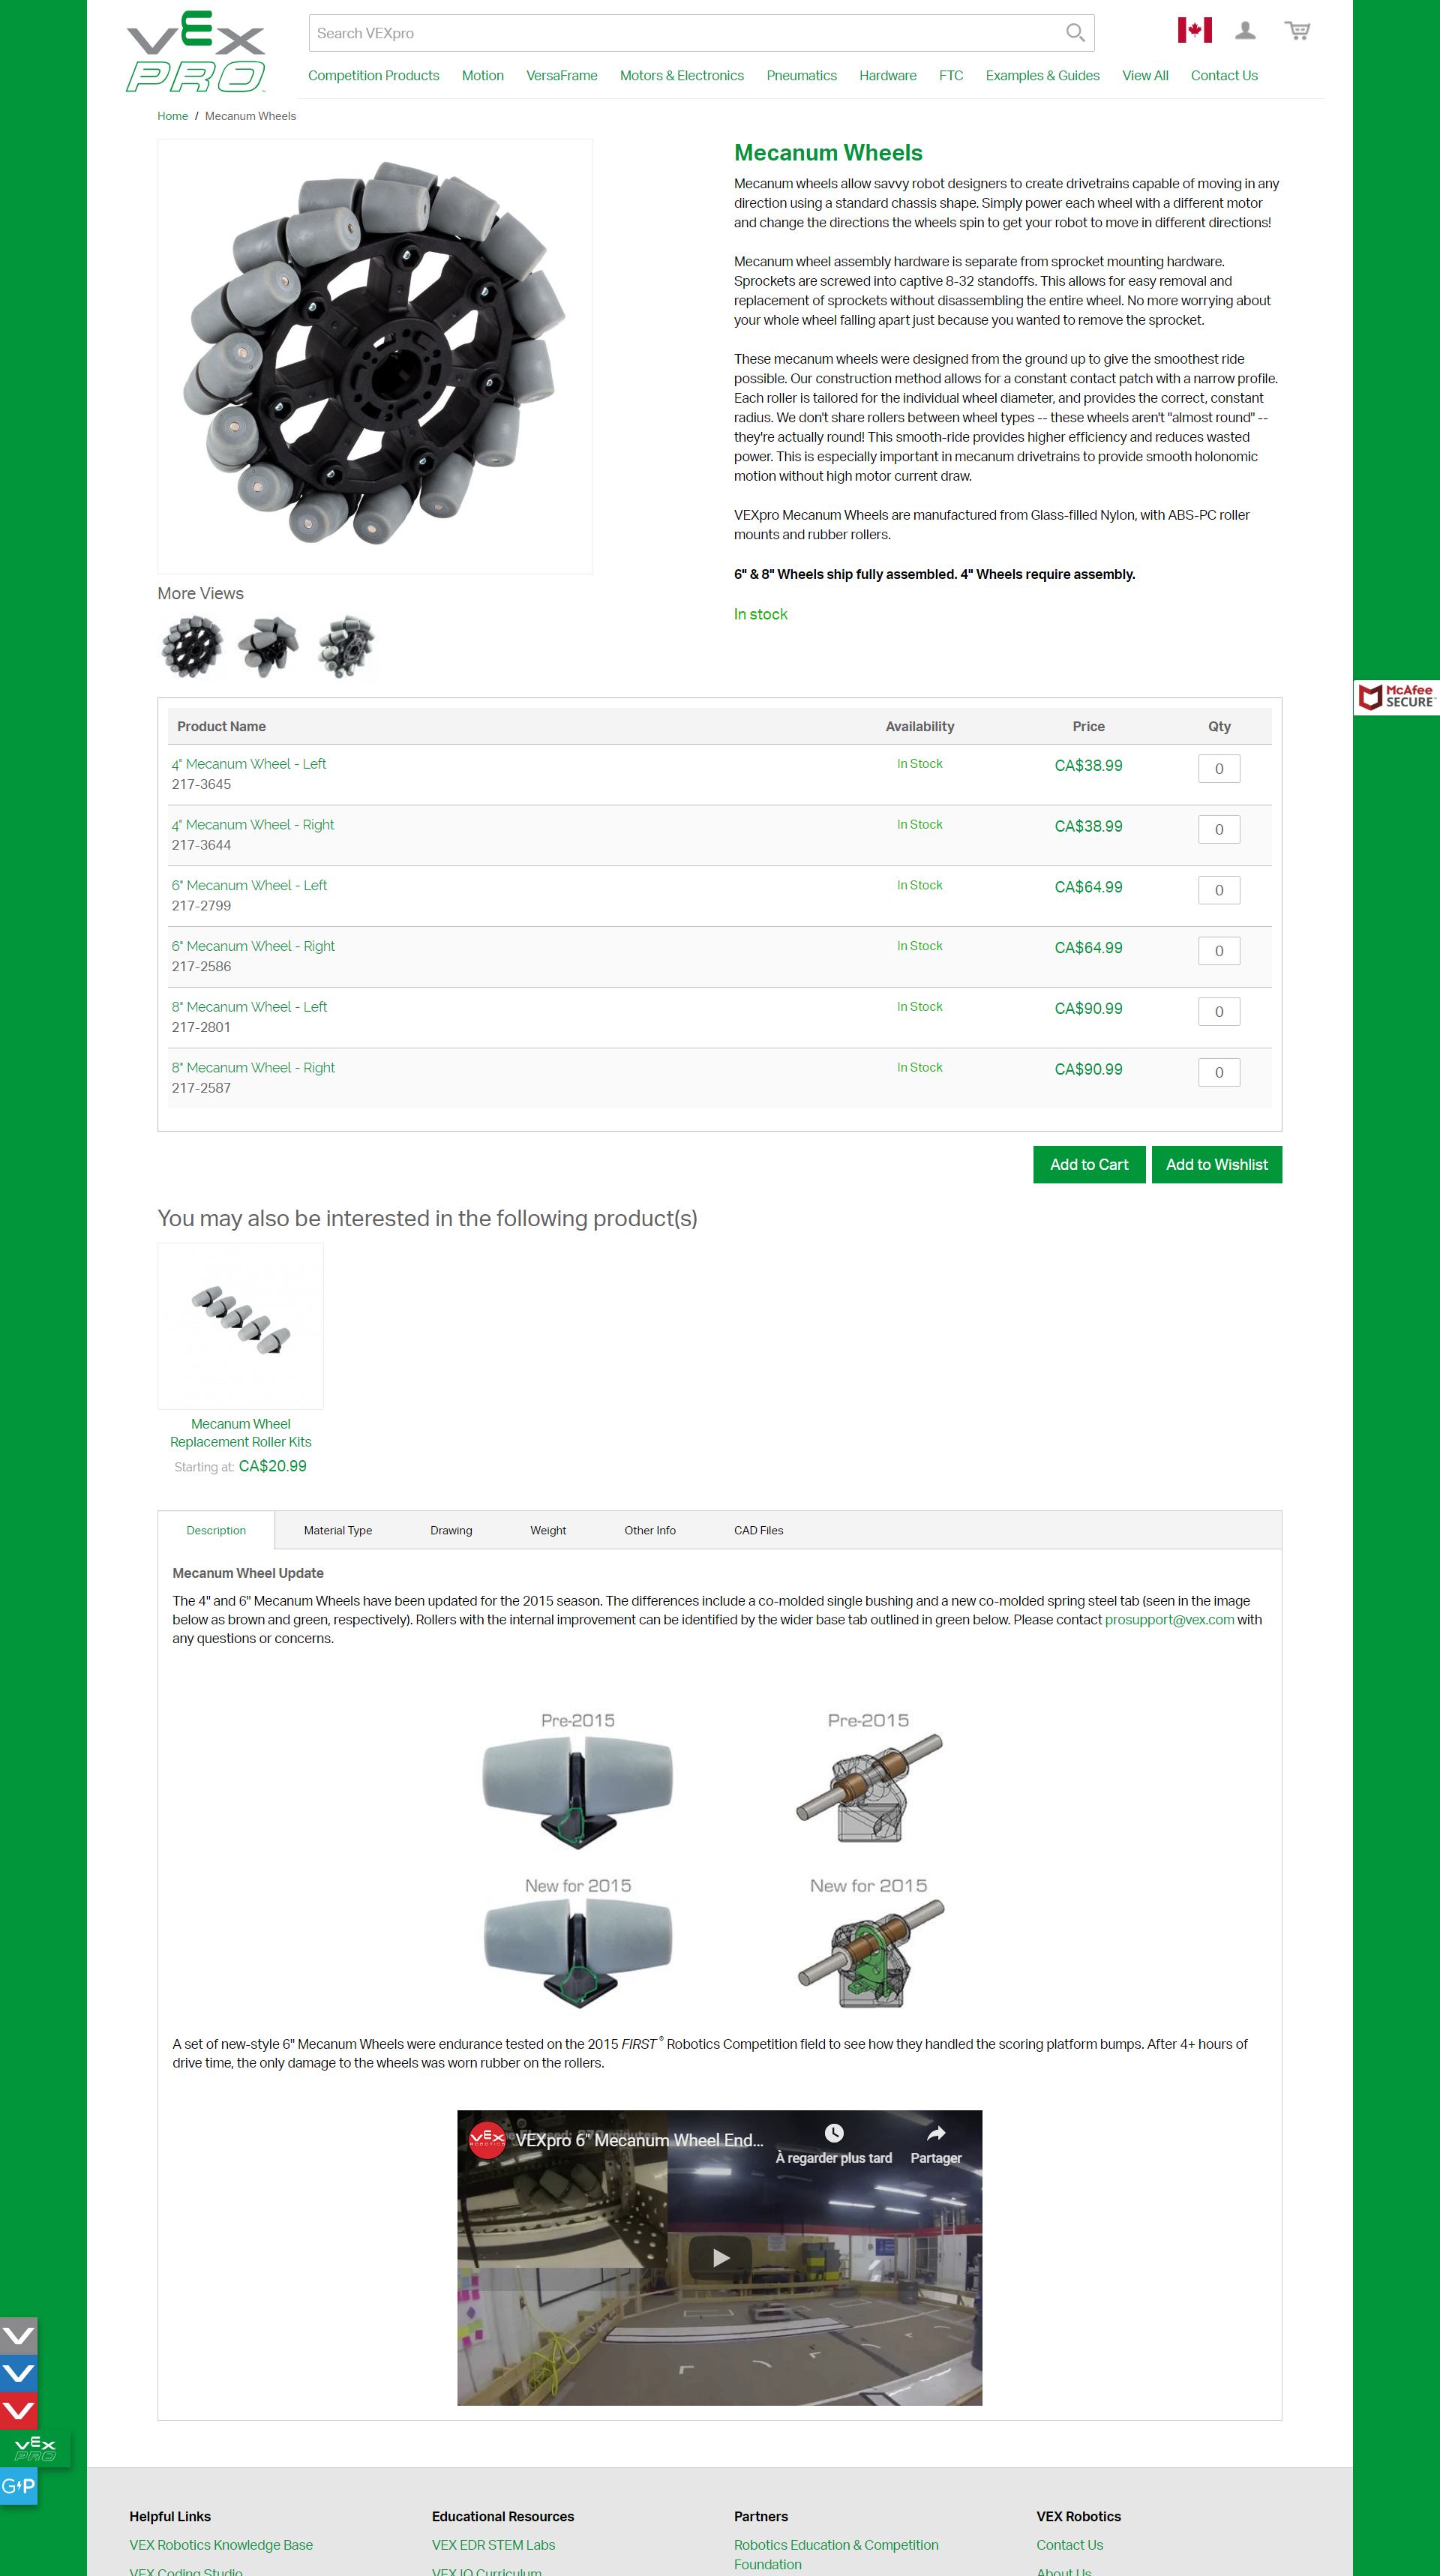 VEX
PRO
Search VEXpro
Competition Products
Motion
VersaFrame
Motors & Electronics
Pneumatics
Hardware
FTC
Examples & Guides
View All
Contact Us
Home / Mecanum Wheels
Mecanum Wheels
Mecanum wheels allow savvy robot designers to create drivetrains capable of moving in any
direction using a standard chassis shape. Simply power each wheel with a different motor
and change the directions the wheels spin to get your robot to move in different directions!
Mecanum wheel assembly hardware is separate from sprocket mounting hardware.
Sprockets are screwed into captive 8-32 standoffs. This allows for easy removal and
replacement of sprockets without disassembling the entire wheel. No more worrying about
your whole wheel falling apart just because you wanted to remove the sprocket.
These mecanum wheels were designed from the ground up to give the smoothest ride
possible. Our construction method allows for a constant contact patch with a narrow profile.
Each roller is tailored for the individual wheel diameter, and provides the correct, constant
radius. We don't share rollers between wheel types -- these wheels aren't "almost round" --
they're actually round! This smooth-ride provides higher efficiency and reduces wasted
power. This is especially important in mecanum drivetrains to provide smooth holonomic
motion without high motor current draw.
VEXpro Mecanum Wheels are manufactured from Glass-filled Nylon, with ABS-PC roller
mounts and rubber rollers.
6" & 8" Wheels ship fully assembled. 4" Wheels require assembly.
In stock
More Views
McAfee
SECURE
Product Name Availability Price Qty
4" Mecanum Wheel - Left In Stock CA$38.99 0
217-3645
4" Mecanum Wheel - Right In Stock CA$38.99 0
217-3644
6" Mecanum Wheel - Left In Stock CA$64.99 0
217-2799
6" Mecanum Wheel - Right In Stock CA$64.99 0
217-2586
8" Mecanum Wheel - Left In Stock CA$90.99 0
217-2801
8" Mecanum Wheel - Right In Stock CA$90.99 0
217-2587
Add to Cart
Add to Wishlist
You may also be interested in the following product(s)
Mecanum Wheel
Replacement Roller Kits
Starting at: CA$20.99
Description
Material Type
Drawing
Weight
Other Info
CAD Files
Mecanum Wheel Update
The 4" and 6" Mecanum Wheels have been updated for the 2015 season. The differences include a co-molded single bushing and a new co-molded spring steel tab (seen in the image
below as brown and green, respectively). Rollers with the internal improvement can be identified by the wider base tab outlined in green below. Please contact prosupport@vex.com with
any questions or concerns.
Pre-2015
Pre-2015
New for 2015
New for 2015
A set of new-style 6" Mecanum Wheels were endurance tested on the 2015 FIRST® Robotics Competition field to see how they handled the scoring platform bumps. After 4+ hours of
drive time, the only damage to the wheels was worn rubber on the rollers.
VEX
ROBOTICS
VEXpro 6" Mecanum Wheel End...
À regarder plus tard
Partager
VEX
PRO
G P
Helpful Links
Educational Resources
Partners
VEX Robotics
VEX Robotics Knowledge Base
VEX EDR STEM Labs
Robotics Education & Competition
Foundation
Contact Us
VEX Coding Studio
VEX IQ Curriculum
About Us